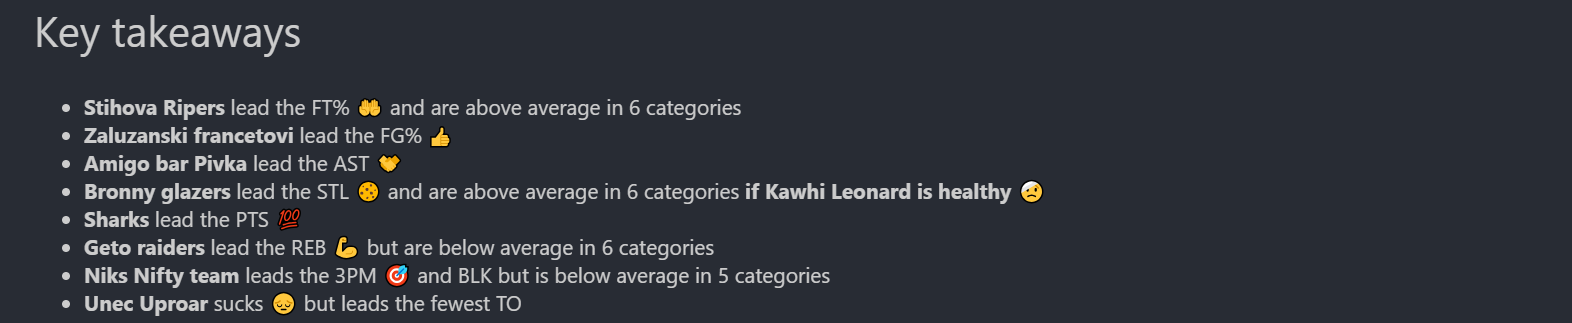 Key takeaways
• Stihova Ripers lead the FT% 🤲 and are above average in 6 categories
• Zaluzanski francetovi lead the FG% 👍
• Amigo bar Pivka lead the AST 🤝
• Bronny glazers lead the STL 🍪 and are above average in 6 categories if Kawhi Leonard is healthy 🤕
• Sharks lead the PTS 💯
• Geto raiders lead the REB 💪 but are below average in 6 categories
• Niks Nifty team leads the 3PM 🎯 and BLK but is below average in 5 categories
• Unec Uproar sucks 😔 but leads the fewest TO